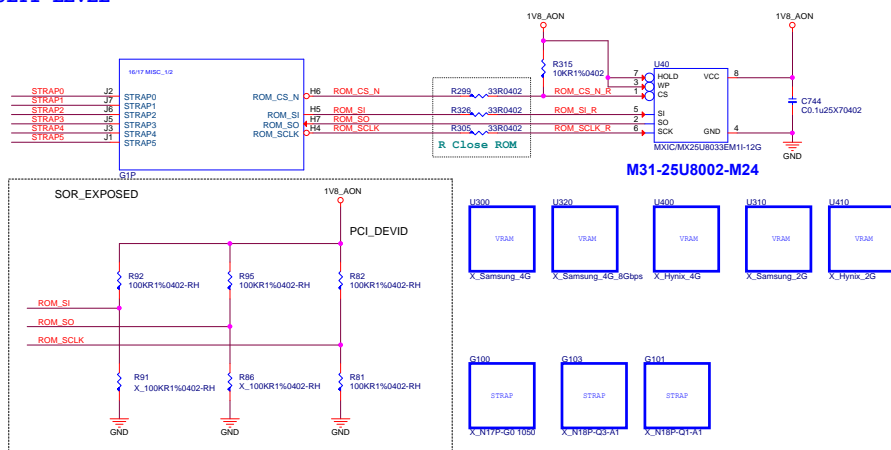 1V8_AON
1V8_AON
16/17 MISC_1/2
R315
10KR1%0402
U40
STRAP0
STRAP1
STRAP2
STRAP3
STRAP4
STRAP5
J2
J7
J6
J5
J3
J1
STRAP0
STRAP1
STRAP2
STRAP3
STRAP4
STRAP5
ROM_CS_N
ROM_SI
ROM_SO
ROM_SCLK
H6
H5
H7
H4
ROM_CS_N
ROM_SI
ROM_SO
ROM_SCLK
R299
33R0402
R326
33R0402
R305
33R0402
R Close ROM
ROM_CS_N_R
ROM_SI_R
ROM_SCLK_R
7
3
1
5
2
6
HOLD
WP
CS
SI
SO
SCK
VCC
GND
8
4
C744
C0.1u25X70402
GND
MXIC/MX25U8033EM1I-12G
M31-25U8002-M24
G1P
SOR_EXPOSED
1V8_AON
PCI_DEVID
R92
100KR1%0402-RH
R95
100KR1%0402-RH
R82
100KR1%0402-RH
ROM_SI
ROM_SO
ROM_SCLK
R91
X_100KR1%0402-RH
R86
X_100KR1%0402-RH
R81
100KR1%0402-RH
GND
GND
GND
U300
VRAM
X_Samsung_4G
U320
VRAM
X_Samsung_4G_8Gbps
U400
VRAM
X_Hynix_4G
U310
VRAM
X_Samsung_2G
U410
VRAM
X_Hynix_2G
G100
STRAP
X_N17P-G0 1050
G103
STRAP
X_N18P-Q3-A1
G101
STRAP
X_N18P-Q1-A1